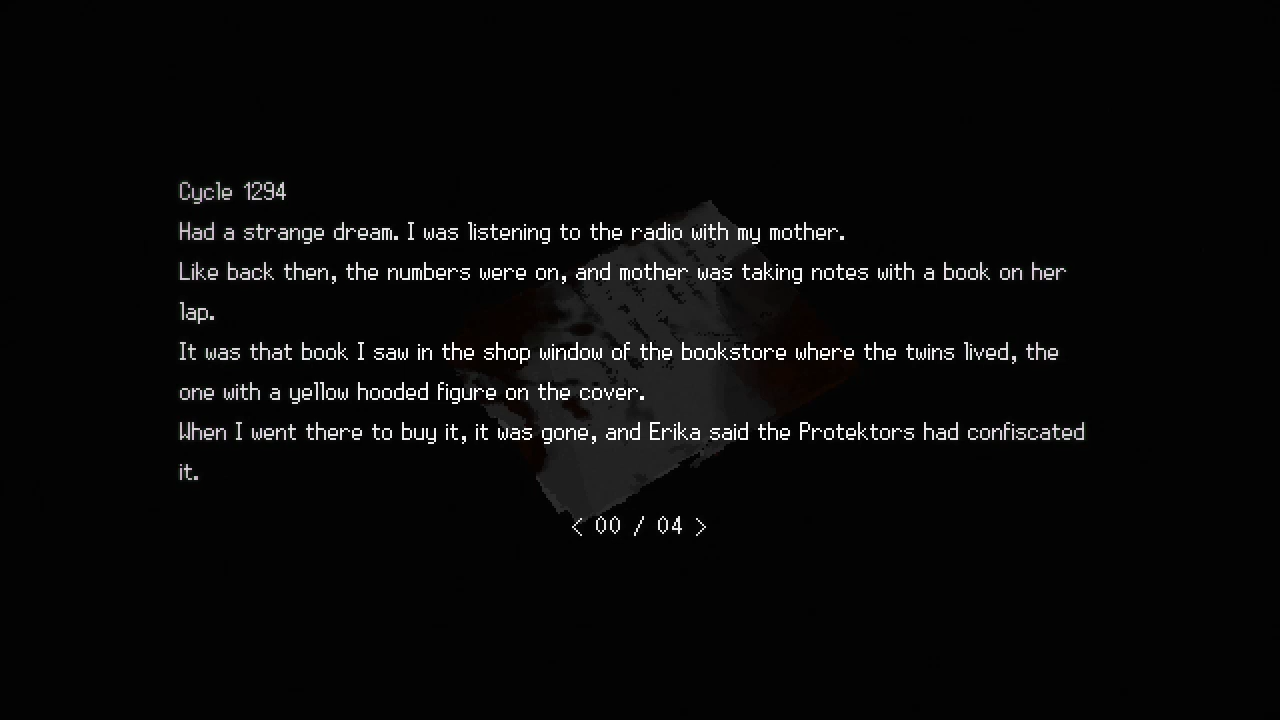 Cycle 1294
Had a strange dream. I was listening to the radio with my mother.
Like back then, the numbers were on, and mother was taking notes with a book on her
lap.
It was that book I saw in the shop window of the bookstore where the twins lived, the
one with a yellow hooded figure on the cover.
When I went there to buy it, it was gone, and Erika said the Protektors had confiscated
it.
< 00 / 04 >